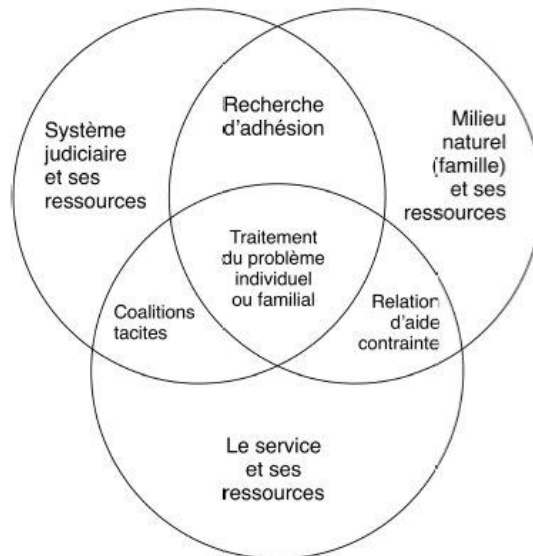 Recherche
d'adhésion
Système
judiciaire
et ses
ressources
Milieu
naturel
(famille)
et ses
ressources
Traitement
du problème
individuel
ou familial
Coalitions
tacites
Relation
d'aide
contrainte
Le service
et ses
ressources